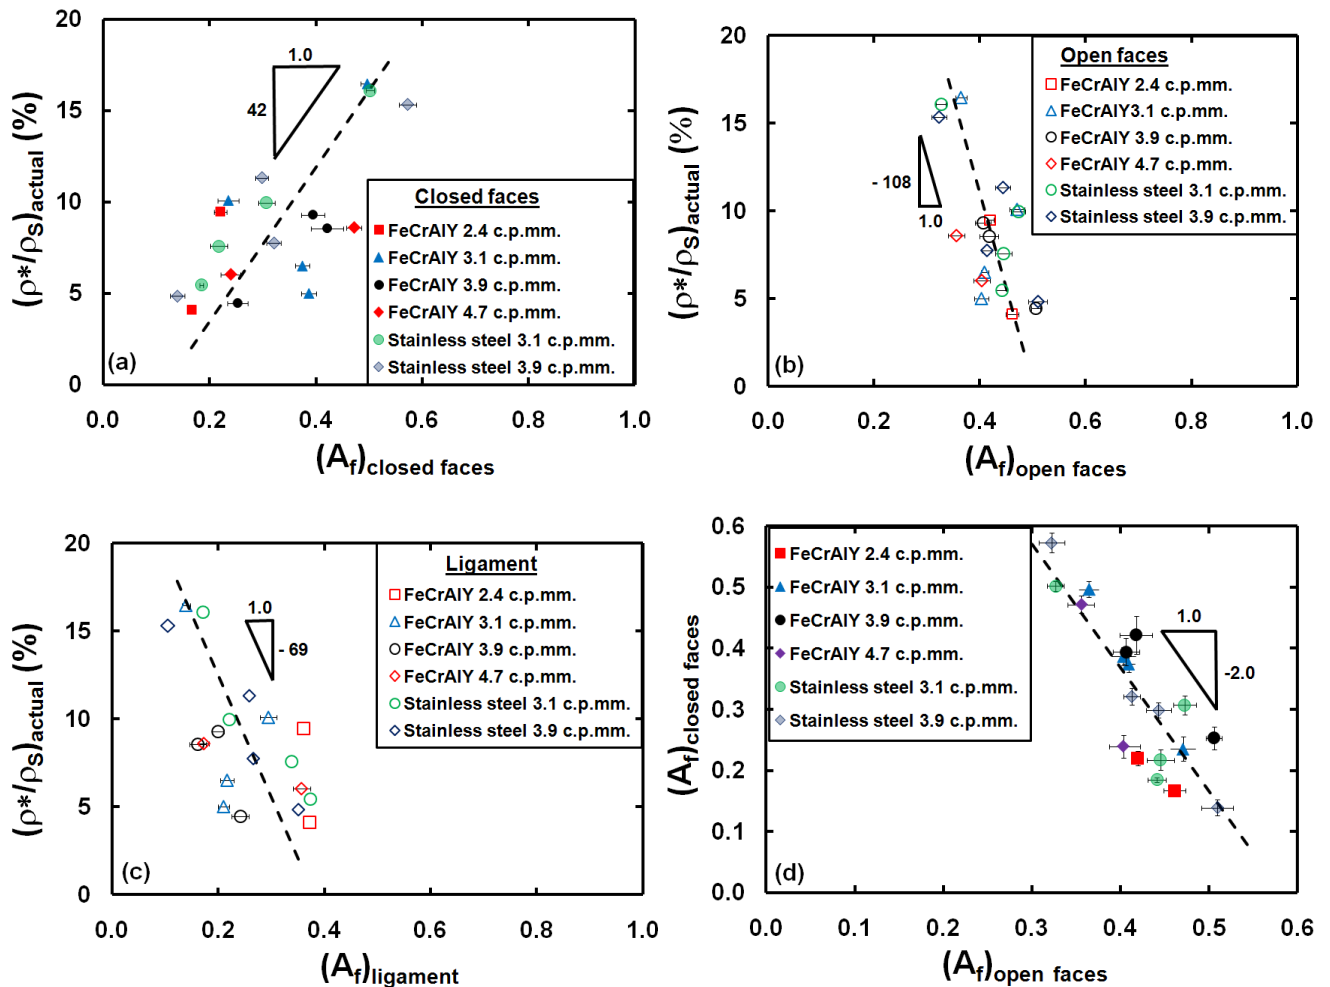 20
15
10
5
0
(ρ*/ρS)actual (%)
1.0
42
Closed faces
FeCrAlY 2.4 c.p.mm.
FeCrAlY 3.1 c.p.mm.
FeCrAlY 3.9 c.p.mm.
FeCrAlY 4.7 c.p.mm.
Stainless steel 3.1 c.p.mm.
Stainless steel 3.9 c.p.mm.
(a)
0.0 0.2 0.4 0.6 0.8 1.0
(Af)closed faces
20
15
10
5
0
(ρ*/ρS)actual (%)
- 108
1.0
Open faces
FeCrAlY 2.4 c.p.mm.
FeCrAlY3.1 c.p.mm.
FeCrAlY 3.9 c.p.mm.
FeCrAlY 4.7 c.p.mm.
Stainless steel 3.1 c.p.mm.
Stainless steel 3.9 c.p.mm.
(b)
0.0 0.2 0.4 0.6 0.8 1.0
(Af)open faces
20
15
10
5
0
(ρ*/ρS)actual (%)
1.0
- 69
Ligament
FeCrAlY 2.4 c.p.mm.
FeCrAlY 3.1 c.p.mm.
FeCrAlY 3.9 c.p.mm.
FeCrAlY 4.7 c.p.mm.
Stainless steel 3.1 c.p.mm.
Stainless steel 3.9 c.p.mm.
(c)
0.0 0.2 0.4 0.6 0.8 1.0
(Af)ligament
0.6
0.5
0.4
0.3
0.2
0.1
0.0
(Af)closed faces
FeCrAlY 2.4 c.p.mm.
FeCrAlY 3.1 c.p.mm.
FeCrAlY 3.9 c.p.mm.
FeCrAlY 4.7 c.p.mm.
Stainless steel 3.1 c.p.mm.
Stainless steel 3.9 c.p.mm.
1.0
-2.0
(d)
0.0 0.1 0.2 0.3 0.4 0.5 0.6
(Af)open faces